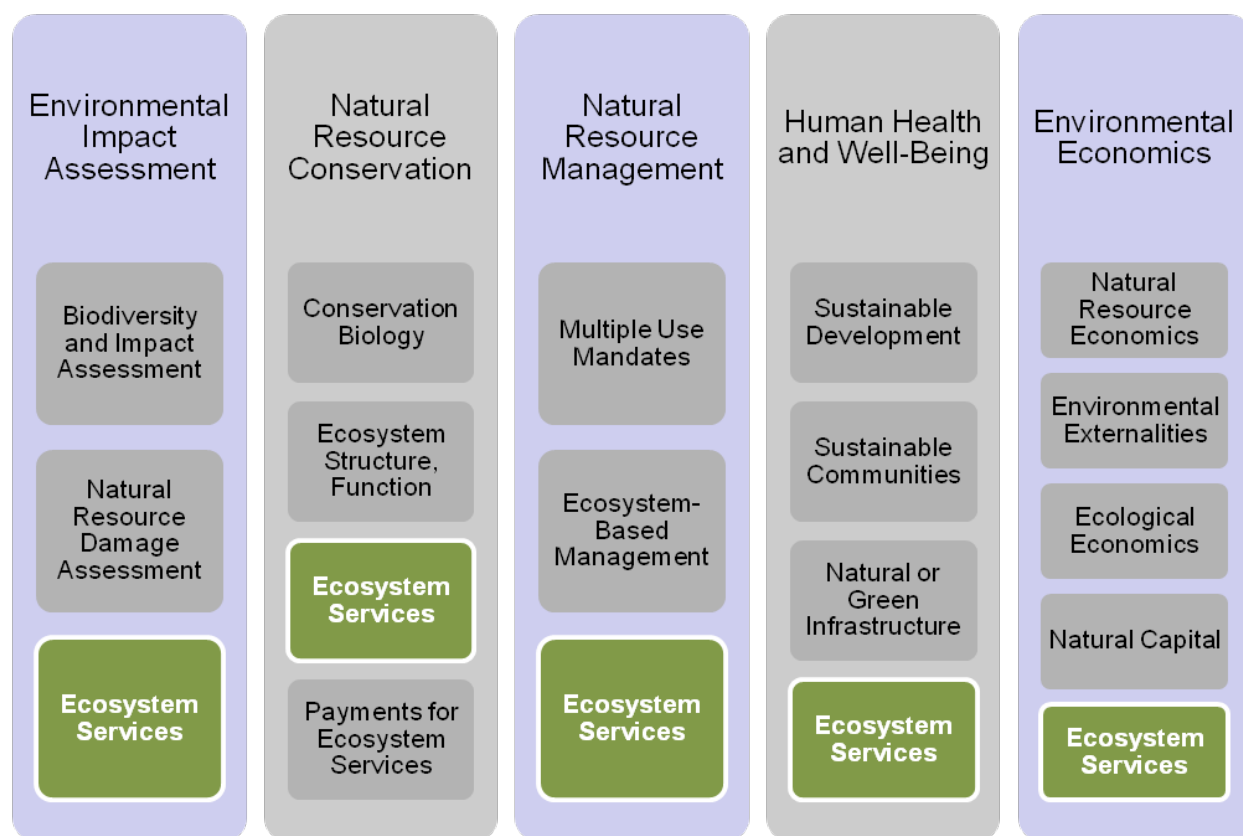 Environmental
Impact
Assessment
Biodiversity
and Impact
Assessment
Natural
Resource
Damage
Assessment
Ecosystem
Services
Natural
Resource
Conservation
Conservation
Biology
Ecosystem
Structure,
Function
Ecosystem
Services
Payments for
Ecosystem
Services
Natural
Resource
Management
Multiple Use
Mandates
Ecosystem-
Based
Management
Ecosystem
Services
Human Health
and Well-Being
Sustainable
Development
Sustainable
Communities
Natural or
Green
Infrastructure
Ecosystem
Services
Environmental
Economics
Natural
Resource
Economics
Environmental
Externalities
Ecological
Economics
Natural Capital
Ecosystem
Services